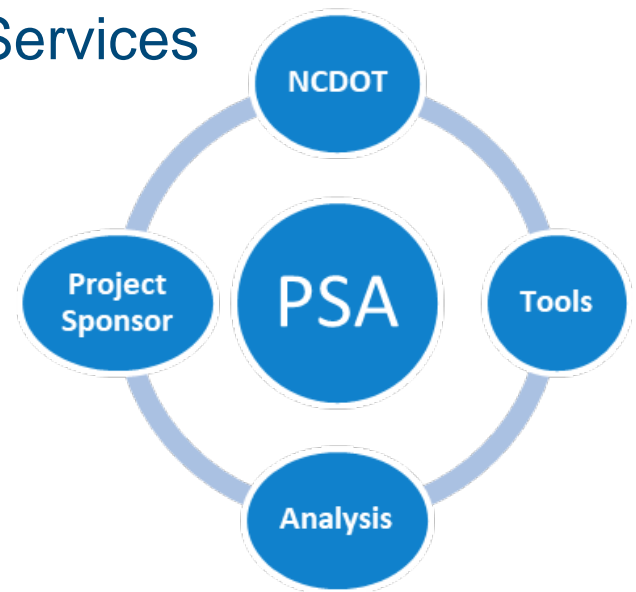 Services
NCDOT
Project
Sponsor
PSA
Tools
Analysis